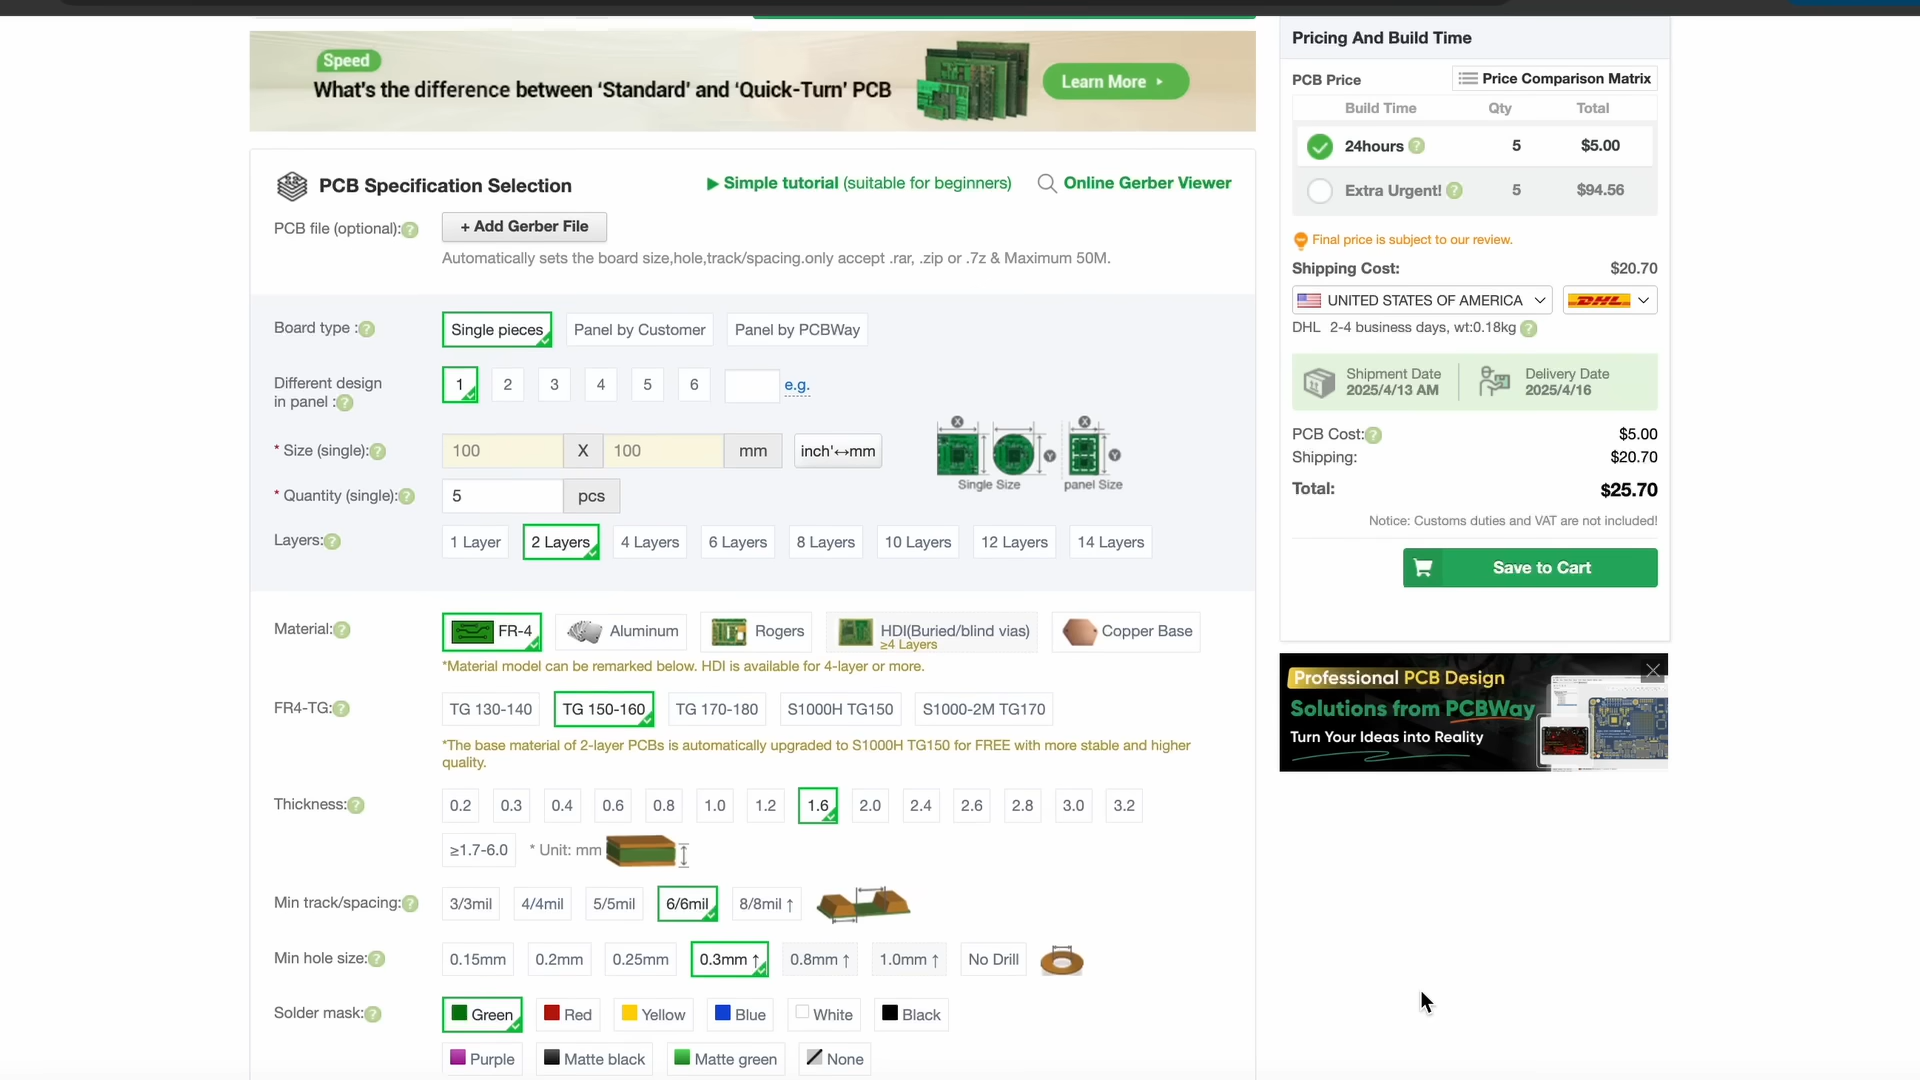 Speed
What's the difference between 'Standard' and 'Quick-Turn' PCB
Learn More
PCB Specification Selection
Simple tutorial (suitable for beginners)
Online Gerber Viewer
PCB file (optional):
+ Add Gerber File
Automatically sets the board size,hole,track/spacing.only accept .rar, .zip or .7z & Maximum 50M.
Board type :
Single pieces
Panel by Customer
Panel by PCBWay
Different design
in panel :
1
2
3
4
5
6
e.g.
* Size (single):
100
X
100
mm
inch'↔mm
X
Y
X
Y
Single Size
panel Size
* Quantity (single):
5
pcs
Layers:
1 Layer
2 Layers
4 Layers
6 Layers
8 Layers
10 Layers
12 Layers
14 Layers
Material:
FR-4
Aluminum
Rogers
HDI(Buried/blind vias)
≥4 Layers
Copper Base
*Material model can be remarked below. HDI is available for 4-layer or more.
FR4-TG:
TG 130-140
TG 150-160
TG 170-180
S1000H TG150
S1000-2M TG170
*The base material of 2-layer PCBs is automatically upgraded to S1000H TG150 for FREE with more stable and higher
quality.
Thickness:
0.2
0.3
0.4
0.6
0.8
1.0
1.2
1.6
2.0
2.4
2.6
2.8
3.0
3.2
≥1.7-6.0
* Unit: mm
Min track/spacing:
3/3mil
4/4mil
5/5mil
6/6mil
8/8mil ↑
Min hole size:
0.15mm
0.2mm
0.25mm
0.3mm ↑
0.8mm ↑
1.0mm ↑
No Drill
Solder mask:
Green
Red
Yellow
Blue
White
Black
Purple
Matte black
Matte green
None
Pricing And Build Time
PCB Price
Price Comparison Matrix
Build Time
Qty
Total
24hours
5
$5.00
Extra Urgent!
5
$94.56
Final price is subject to our review.
Shipping Cost:
$20.70
UNITED STATES OF AMERICA
DHL
DHL 2-4 business days, wt:0.18kg
Shipment Date
2025/4/13 AM
Delivery Date
2025/4/16
PCB Cost:
$5.00
Shipping:
$20.70
Total:
$25.70
Notice: Customs duties and VAT are not included!
Save to Cart
Professional PCB Design
Solutions from PCBWay
Turn Your Ideas into Reality